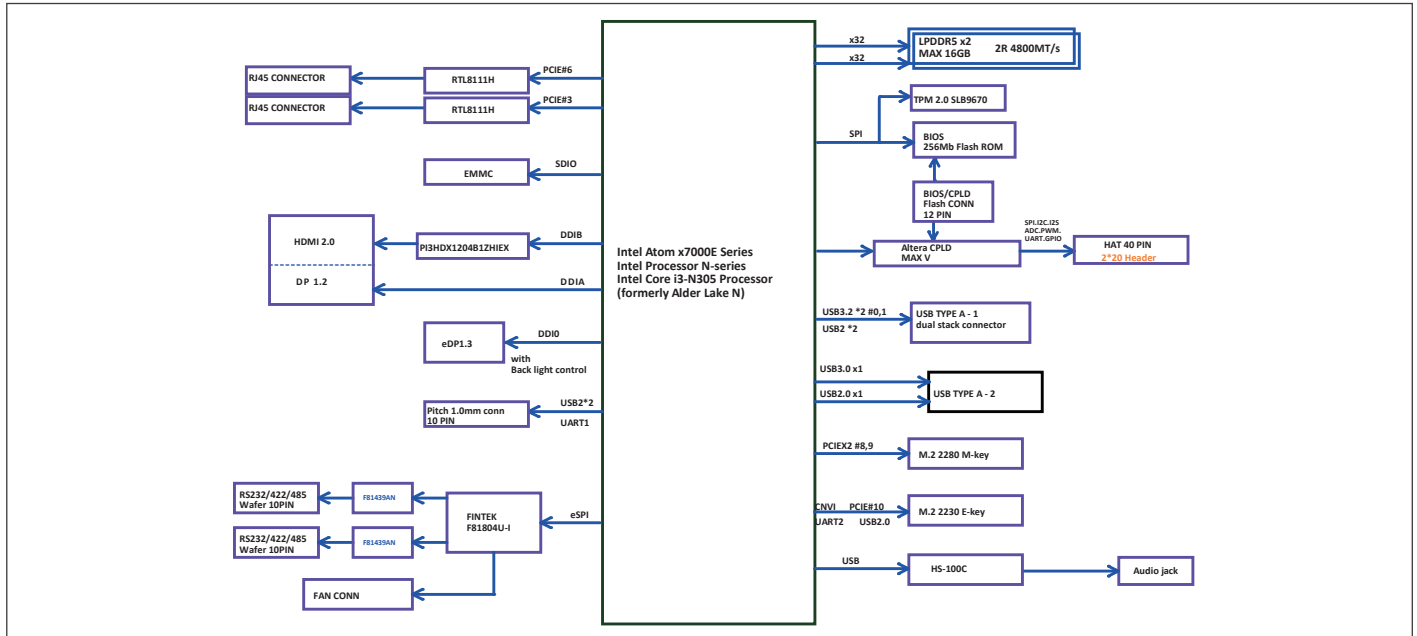 RJ45 CONNECTOR
RTL8111H
PCIE#6
RJ45 CONNECTOR
RTL8111H
PCIE#3
EMMC
SDIO
HDMI 2.0
DP 1.2
PI3HDX1204B1ZHIEX
DDIB
DDIA
eDP1.3
DDI0
with
Back light control
Pitch 1.0mm conn
10 PIN
USB2*2
UART1
RS232/422/485
Wafer 10PIN
F81439AN
RS232/422/485
Wafer 10PIN
F81439AN
FINTEK
F81804U-I
eSPI
FAN CONN
Intel Atom x7000E Series
Intel Processor N-series
Intel Core i3-N305 Processor
(formerly Alder Lake N)
x32
x32
LPDDR5 x2
MAX 16GB
2R 4800MT/s
TPM 2.0 SLB9670
SPI
BIOS
256Mb Flash ROM
BIOS/CPLD
Flash CONN
12 PIN
Altera CPLD
MAX V
SPI.I2C.I2S
ADC.PWM.
UART.GPIO
HAT 40 PIN
2*20 Header
USB3.2 *2 #0,1
USB2 *2
USB TYPE A - 1
dual stack connector
USB3.0 x1
USB2.0 x1
USB TYPE A - 2
PCIEX2 #8,9
M.2 2280 M-key
CNVI PCIE#10
UART2 USB2.0
M.2 2230 E-key
USB
HS-100C
Audio jack